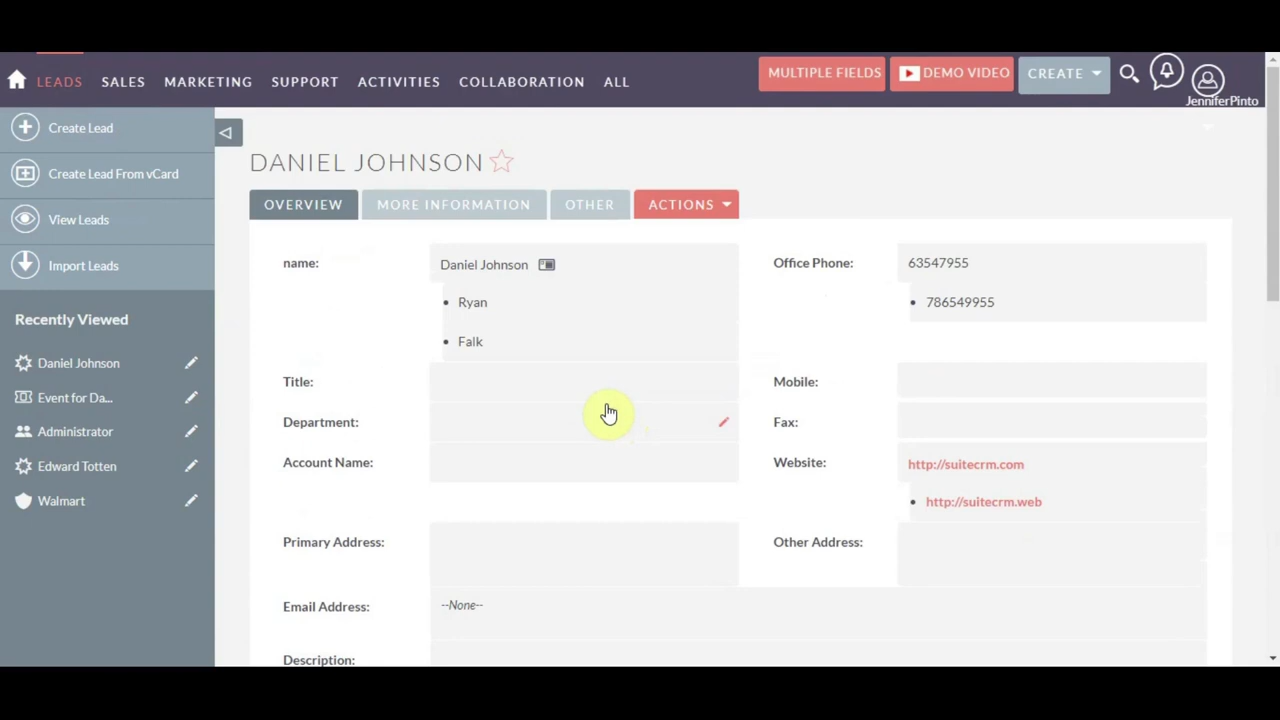 LEADS SALES MARKETING SUPPORT ACTIVITIES COLLABORATION ALL MULTIPLE FIELDS DEMO VIDEO CREATE
JenniferPinto
Create Lead
Create Lead From vCard
View Leads
Import Leads
Recently Viewed
Daniel Johnson
Event for Da...
Administrator
Edward Totten
Walmart
DANIEL JOHNSON
OVERVIEW MORE INFORMATION OTHER ACTIONS
name: Daniel Johnson Office Phone: 63547955
• Ryan • 786549955
• Falk
Title: Mobile:
Department: Fax:
Account Name: Website: http://suitecrm.com
• http://suitecrm.web
Primary Address: Other Address:
Email Address: --None--
Description: